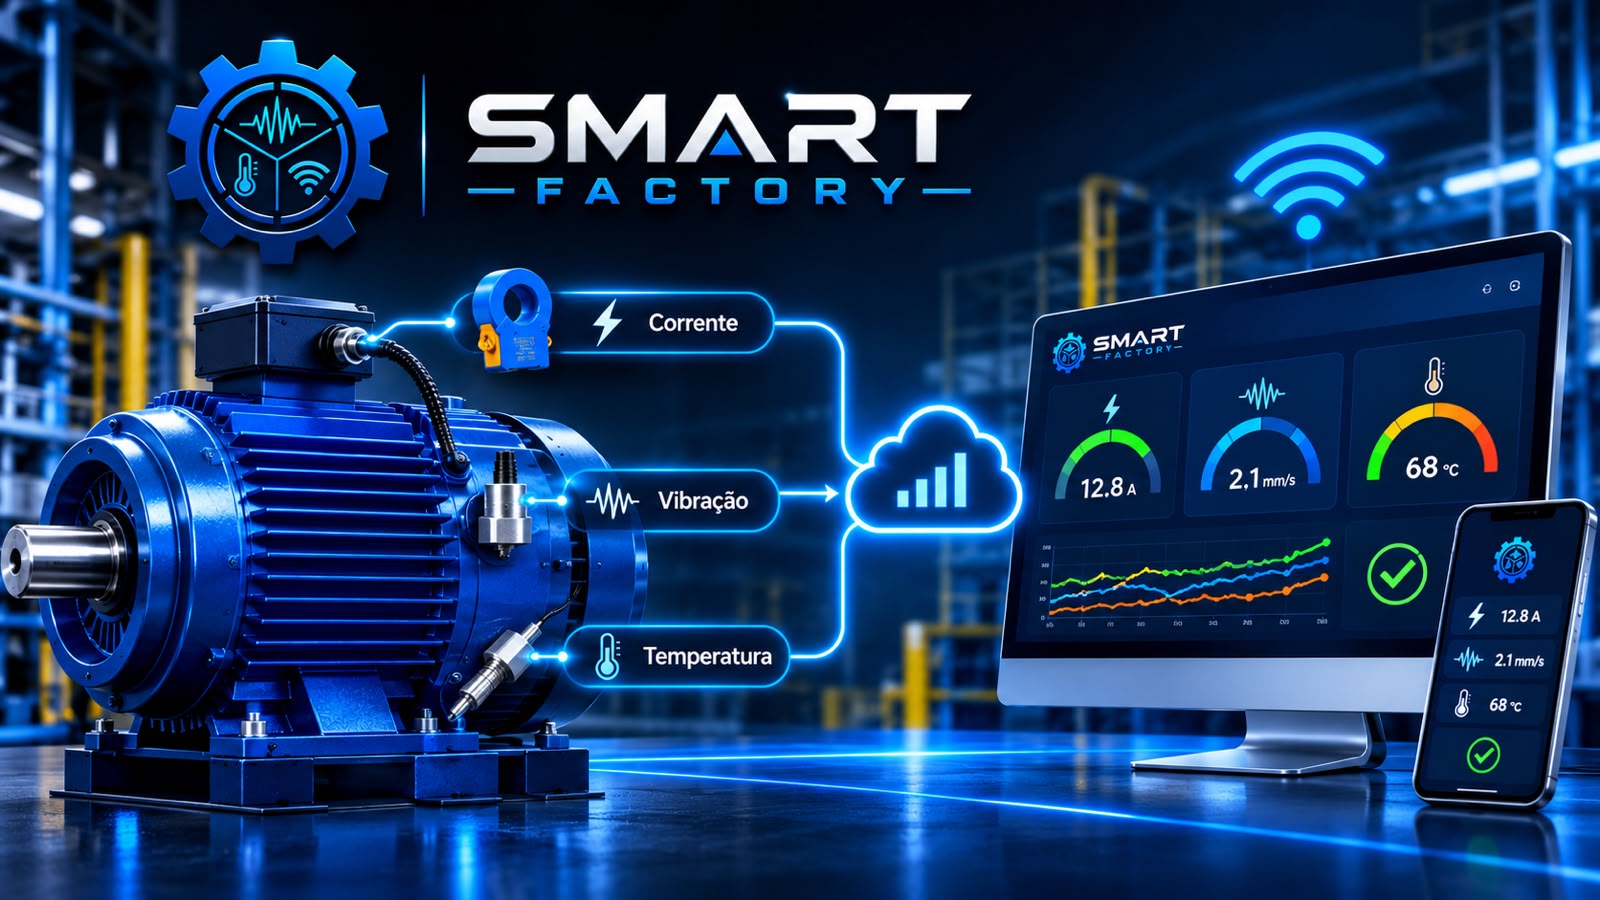 SMART
FACTORY
Corrente
Vibração
Temperatura
SMART
FACTORY
12.8 A
2,1 mm/s
68 °C
12.8 A
2.1 mm/s
68 °C